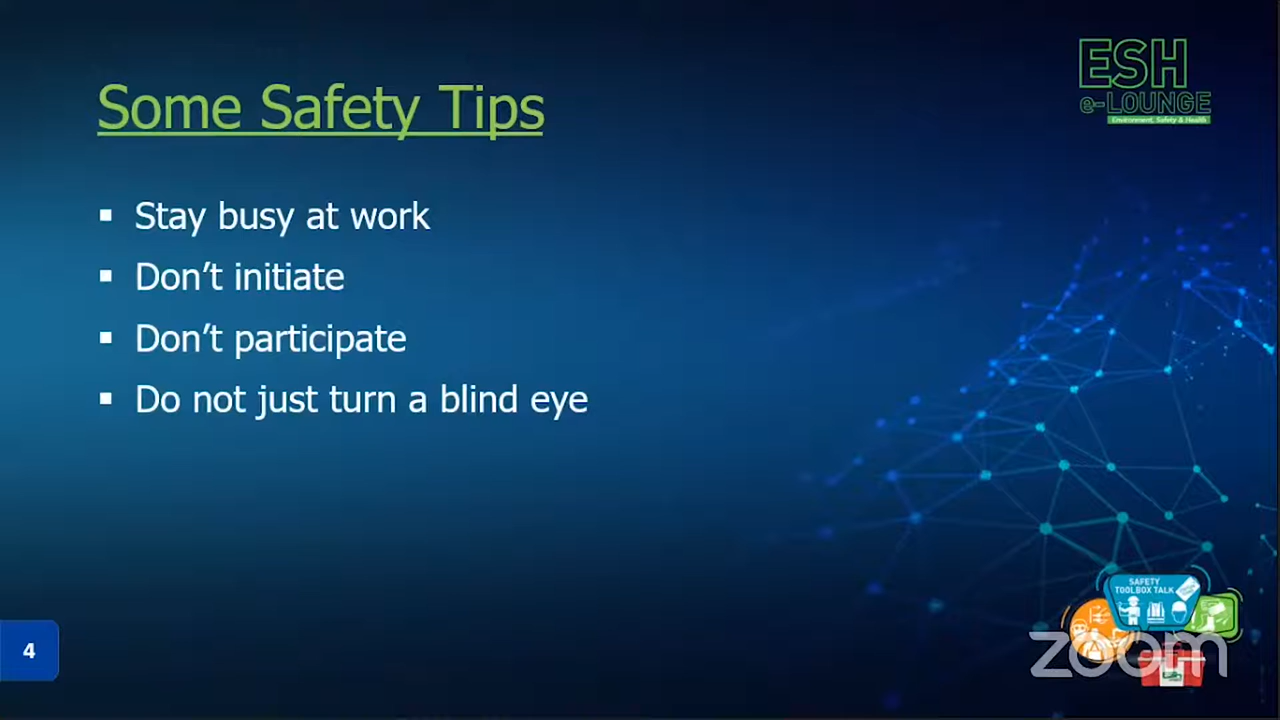 ESH
e-LOUNGE
Environment, Safety & Health
Some Safety Tips
▪ Stay busy at work
▪ Don’t initiate
▪ Don’t participate
▪ Do not just turn a blind eye
SAFETY
TOOLBOX TALK
zoom
4